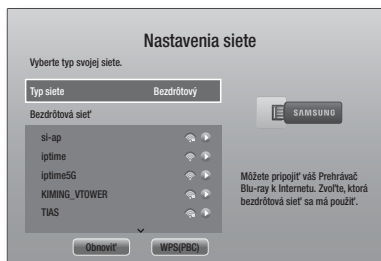 Nastavenia siete
Vyberte typ svojej siete.
Typ siete Bezdrôtový
Bezdrôtová sieť
si-ap
iptime
iptime5G
KIMING_VTOWER
TIAS
Obnoviť WPS(PBC)
SAMSUNG
Môžete pripojiť váš Prehrávač
Blu-ray k Internetu. Zvoľte, ktorá
bezdrôtová sieť sa má použiť.